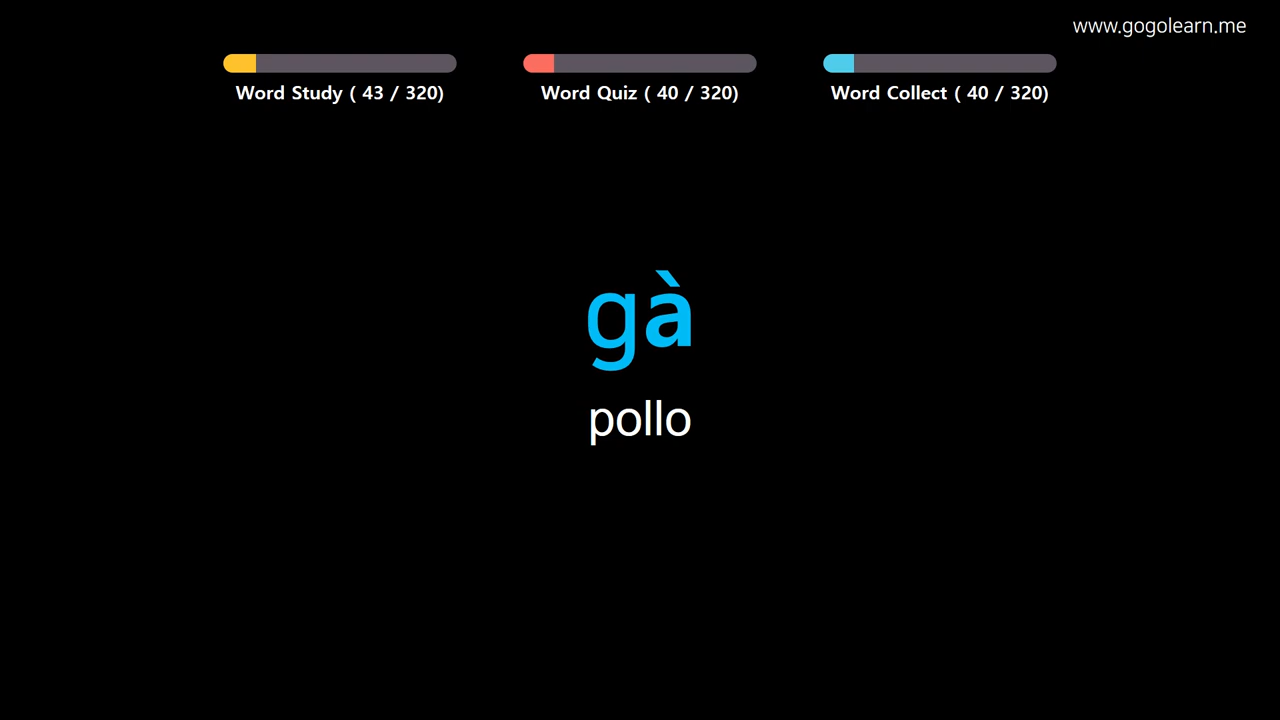 www.gogolearn.me
Word Study ( 43 / 320)
Word Quiz ( 40 / 320)
Word Collect ( 40 / 320)
gà
pollo